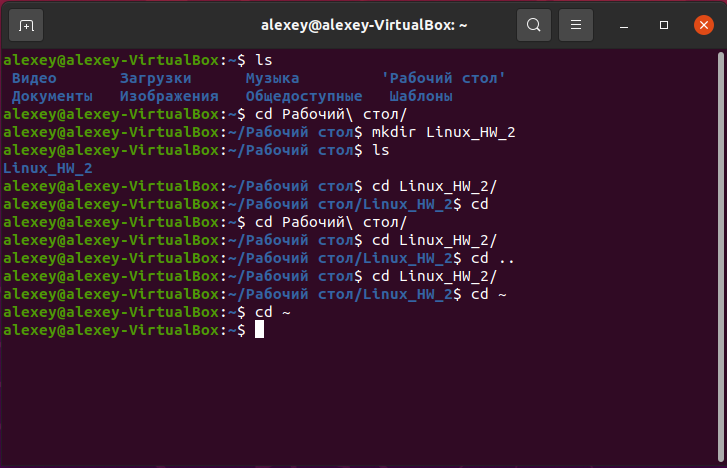 alexey@alexey-VirtualBox: ~
alexey@alexey-VirtualBox:~$ ls
Видео Загрузки Музыка 'Рабочий стол'
Документы Изображения Общедоступные Шаблоны
alexey@alexey-VirtualBox:~$ cd Рабочий\ стол/
alexey@alexey-VirtualBox:~/Рабочий стол$ mkdir Linux_HW_2
alexey@alexey-VirtualBox:~/Рабочий стол$ ls
Linux_HW_2
alexey@alexey-VirtualBox:~/Рабочий стол$ cd Linux_HW_2/
alexey@alexey-VirtualBox:~/Рабочий стол/Linux_HW_2$ cd
alexey@alexey-VirtualBox:~$ cd Рабочий\ стол/
alexey@alexey-VirtualBox:~/Рабочий стол$ cd Linux_HW_2/
alexey@alexey-VirtualBox:~/Рабочий стол/Linux_HW_2$ cd ..
alexey@alexey-VirtualBox:~/Рабочий стол$ cd Linux_HW_2/
alexey@alexey-VirtualBox:~/Рабочий стол/Linux_HW_2$ cd ~
alexey@alexey-VirtualBox:~$ cd ~
alexey@alexey-VirtualBox:~$